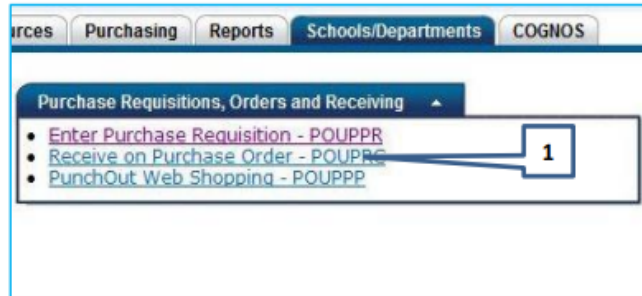 urces Purchasing Reports Schools/Departments COGNOS
Purchase Requisitions, Orders and Receiving
• Enter Purchase Requisition - POUPPR
• Receive on Purchase Order - POUPRC
1
• PunchOut Web Shopping - POUPPP